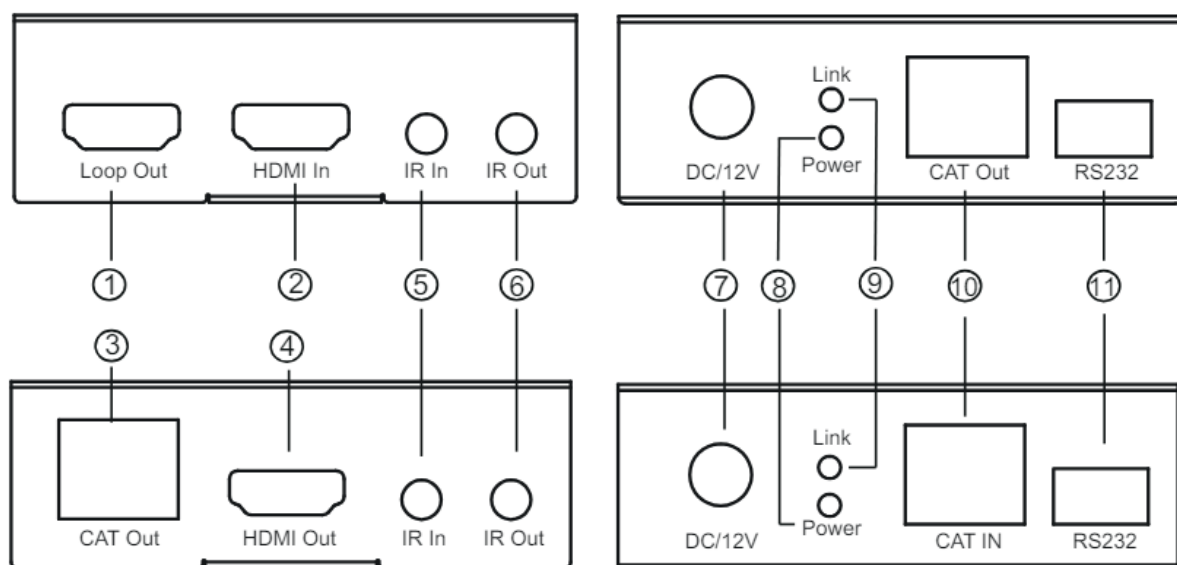 Loop Out HDMI In IR In IR Out
Link
Power
DC/12V CAT Out RS232
① ② ⑤ ⑥ ⑦ ⑧ ⑨ ⑩ ⑪
③ ④
CAT Out HDMI Out IR In IR Out
Link
Power
DC/12V CAT IN RS232